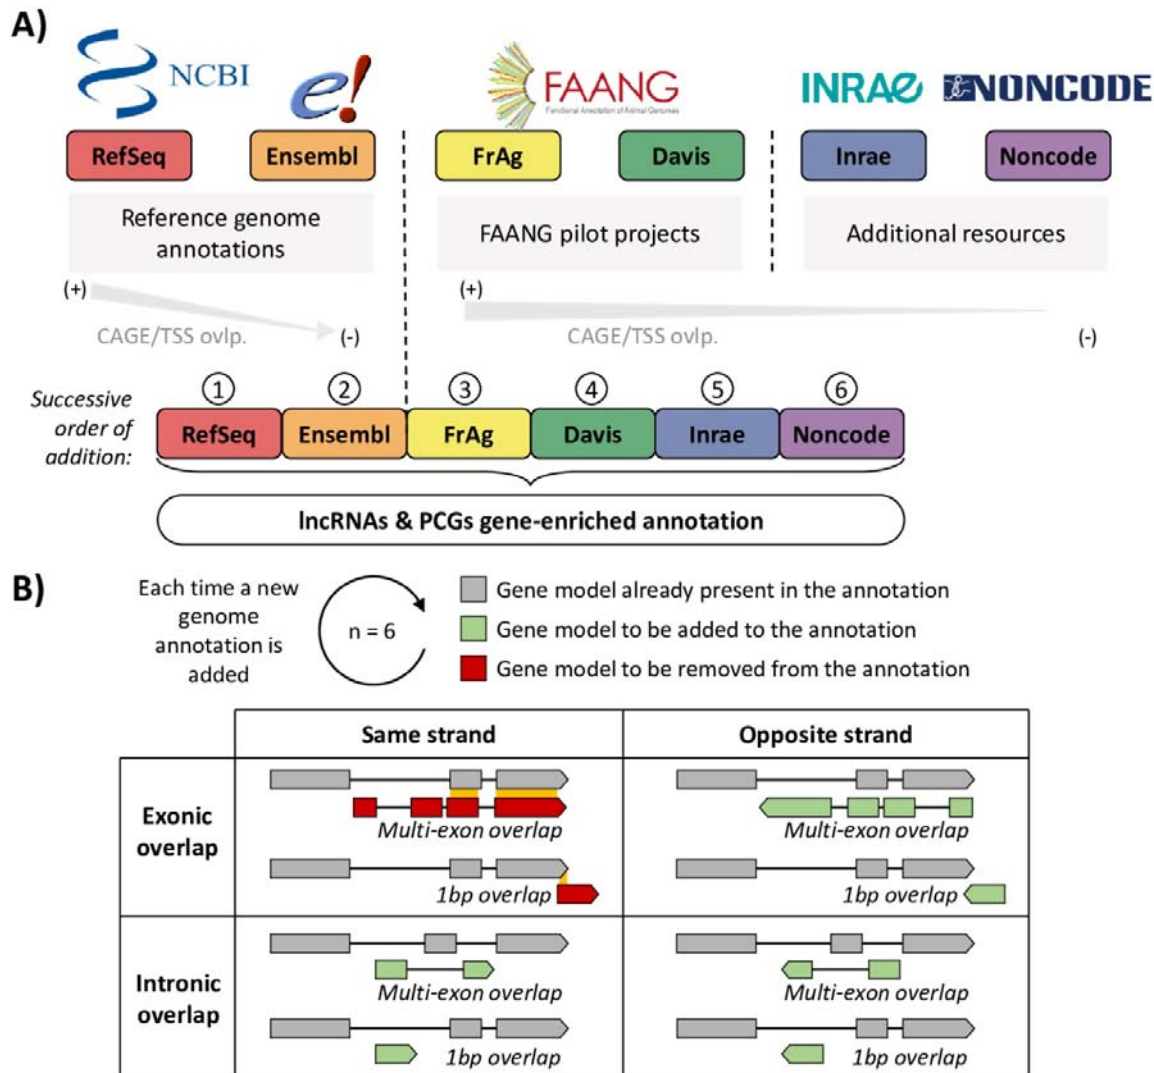 A)
NCBI
e!
FAANG
Functional Annotation of Animal Genomes
INRAE
NONCODE
RefSeq
Ensembl
FrAg
Davis
Inrae
Noncode
Reference genome
annotations
FAANG pilot projects
Additional resources
(+)
CAGE/TSS ovlp.
(-)
(+)
CAGE/TSS ovlp.
(-)
Successive
order of
addition:
1
2
3
4
5
6
RefSeq
Ensembl
FrAg
Davis
Inrae
Noncode
lncRNAs & PCGs gene-enriched annotation
B)
Each time a new
genome
annotation is
added
n = 6
Gene model already present in the annotation
Gene model to be added to the annotation
Gene model to be removed from the annotation
Same strand
Opposite strand
Exonic
overlap
Multi-exon overlap
1bp overlap
Multi-exon overlap
1bp overlap
Intronic
overlap
Multi-exon overlap
1bp overlap
Multi-exon overlap
1bp overlap